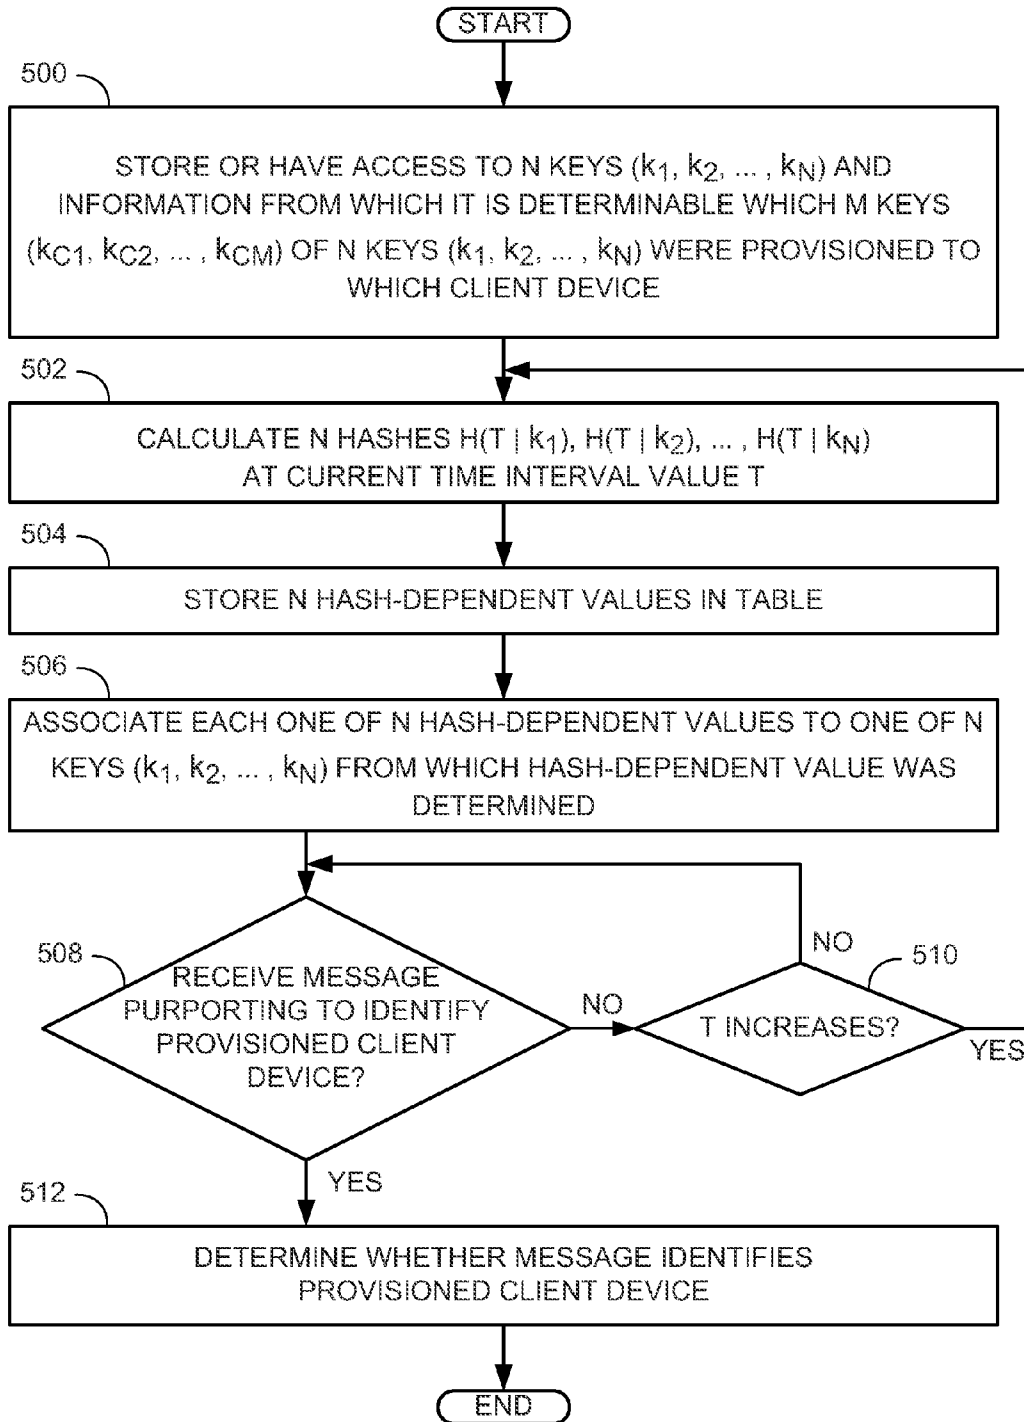 START
500
STORE OR HAVE ACCESS TO N KEYS (k1, k2, ... , kN) AND
INFORMATION FROM WHICH IT IS DETERMINABLE WHICH M KEYS
(kC1, kC2, ... , kCM) OF N KEYS (k1, k2, ... , kN) WERE PROVISIONED TO
WHICH CLIENT DEVICE
502
CALCULATE N HASHES H(T | k1), H(T | k2), ... , H(T | kN)
AT CURRENT TIME INTERVAL VALUE T
504
STORE N HASH-DEPENDENT VALUES IN TABLE
506
ASSOCIATE EACH ONE OF N HASH-DEPENDENT VALUES TO ONE OF N
KEYS (k1, k2, ... , kN) FROM WHICH HASH-DEPENDENT VALUE WAS
DETERMINED
508
RECEIVE MESSAGE
PURPORTING TO IDENTIFY
PROVISIONED CLIENT
DEVICE?
NO
NO
510
T INCREASES?
YES
YES
512
DETERMINE WHETHER MESSAGE IDENTIFIES
PROVISIONED CLIENT DEVICE
END